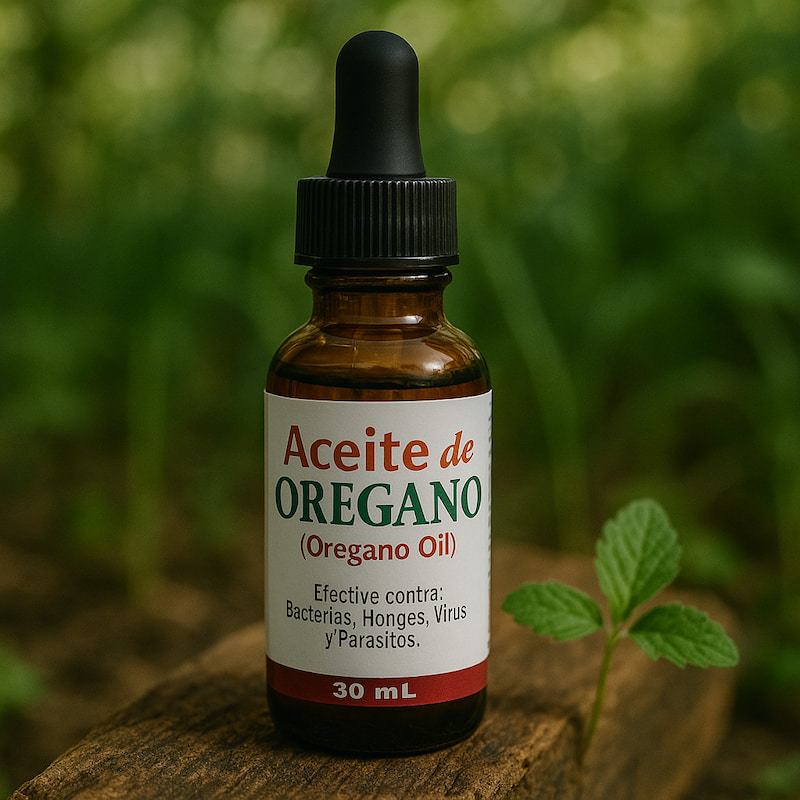 Aceite de
OREGANO
(Oregano Oil)
Efective contra:
Bacterias, Honges, Virus
y'Parasitos.
30 mL